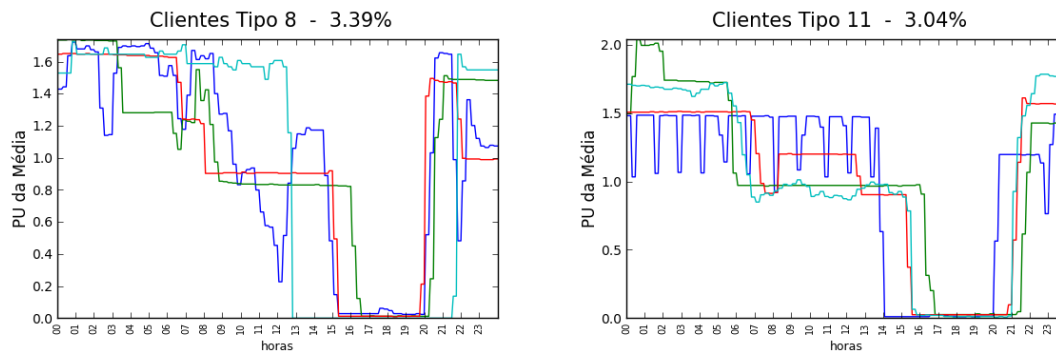 Clientes Tipo 8 - 3.39%
PU da Média
1.6
1.4
1.2
1.0
0.8
0.6
0.4
0.2
0.0
00 01 02 03 04 05 06 07 08 09 10 11 12 13 14 15 16 17 18 19 20 21 22 23
horas
Clientes Tipo 11 - 3.04%
PU da Média
2.0
1.5
1.0
0.5
0.0
00 01 02 03 04 05 06 07 08 09 10 11 12 13 14 15 16 17 18 19 20 21 22 23
horas